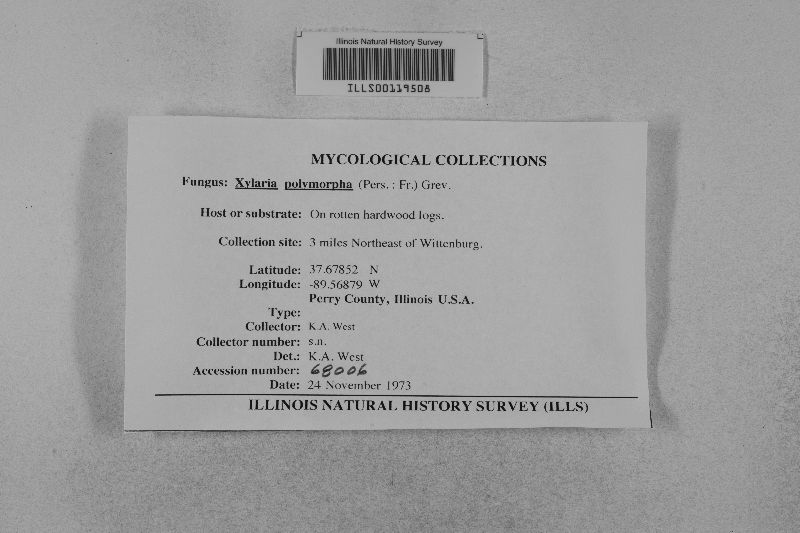 Illinois Natural History Survey
ILLS00119508
MYCOLOGICAL COLLECTIONS
Fungus: Xylaria polymorpha (Pers. : Fr.) Grev.
Host or substrate: On rotten hardwood logs.
Collection site: 3 miles Northeast of Wittenburg.
Latitude: 37.67852 N
Longitude: -89.56879 W
Perry County, Illinois U.S.A.
Type:
Collector: K.A. West
Collector number: s.n.
Det.: K.A. West
Accession number: 68006
Date: 24 November 1973
ILLINOIS NATURAL HISTORY SURVEY (ILLS)